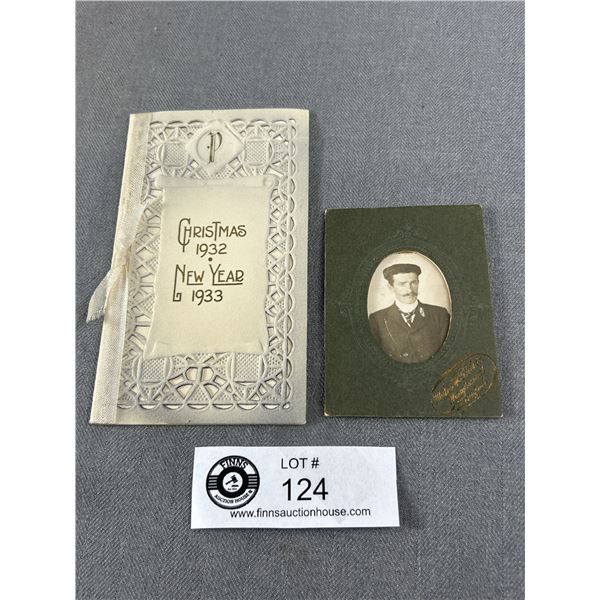 P
CHRISTMAS
1932
NEW YEAR
1933
FINNS
AUCTION HOUSE
LOT #
124
www.finnsauctionhouse.com